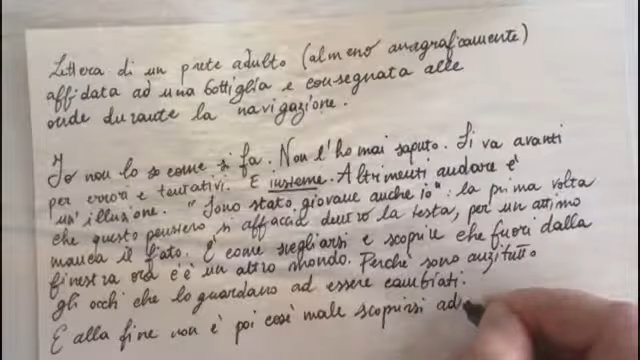 Lettera di un prete adulto (almeno anagraficamente)
affidata ad una bottiglia e consegnata alle
onde durante la navigazione.
Io non lo so come si fa. Non l'ho mai saputo. Si va avanti
per errori e tentativi. E insieme. Altrimenti andare è
un'illusione. "Sono stato giovane anche io": la prima volta
che questo pensiero si affaccia dentro la testa, per un attimo
manca il fiato. È come svegliarsi e scoprire che fuori dalla
finestra ora c'è un altro mondo. Perché sono anzitutto
gli occhi che lo guardano ad essere cambiati.
E alla fine non è poi così male scoprirsi ad